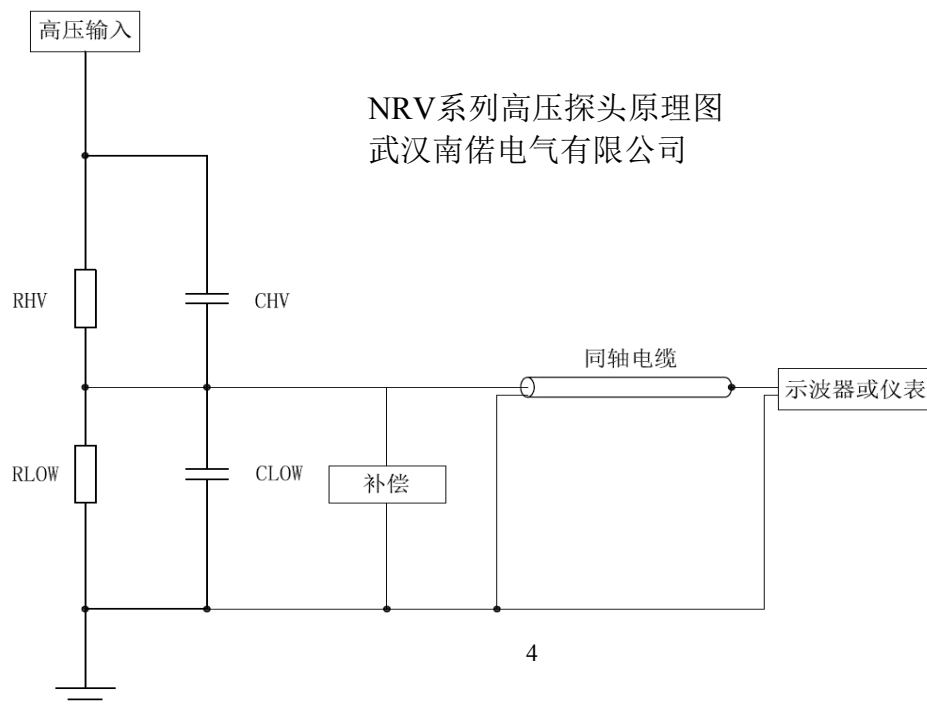 高压输入
NRV系列高压探头原理图
武汉南偌电气有限公司
RHV
CHV
同轴电缆
示波器或仪表
RLOW
CLOW
补偿
4